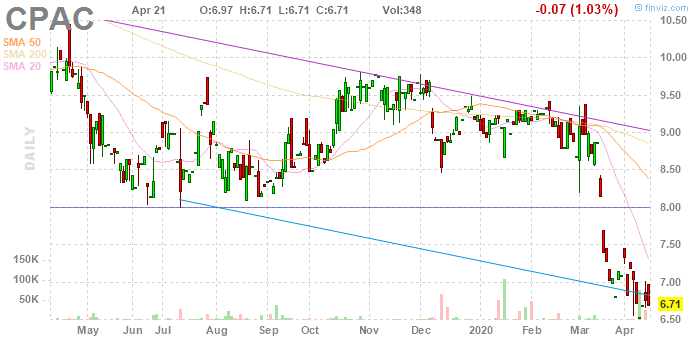 CPAC Apr 21 O:6.97 H:6.71 L:6.71 C:6.71 Vol:348 © finviz.com -0.07 (1.03%)
SMA 50
SMA 200
SMA 20
DAILY
10.50
10.00
9.50
9.00
8.50
8.00
7.50
7.00
6.71
6.50
150K
100K
50K
May Jun Jul Aug Sep Oct Nov Dec 2020 Feb Mar Apr